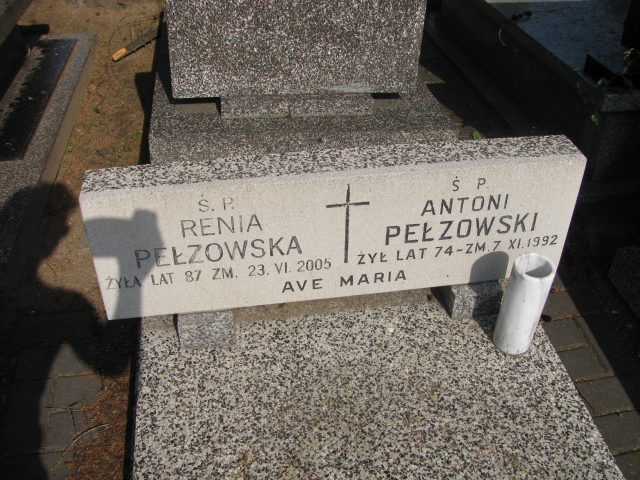 Ś. P.
RENIA
PEŁZOWSKA
ŻYŁA LAT 87 ZM. 23. VI. 2005
Ś P.
ANTONI
PEŁZOWSKI
ŻYŁ LAT 74-ZM. 7 XI. 1992
AVE MARIA